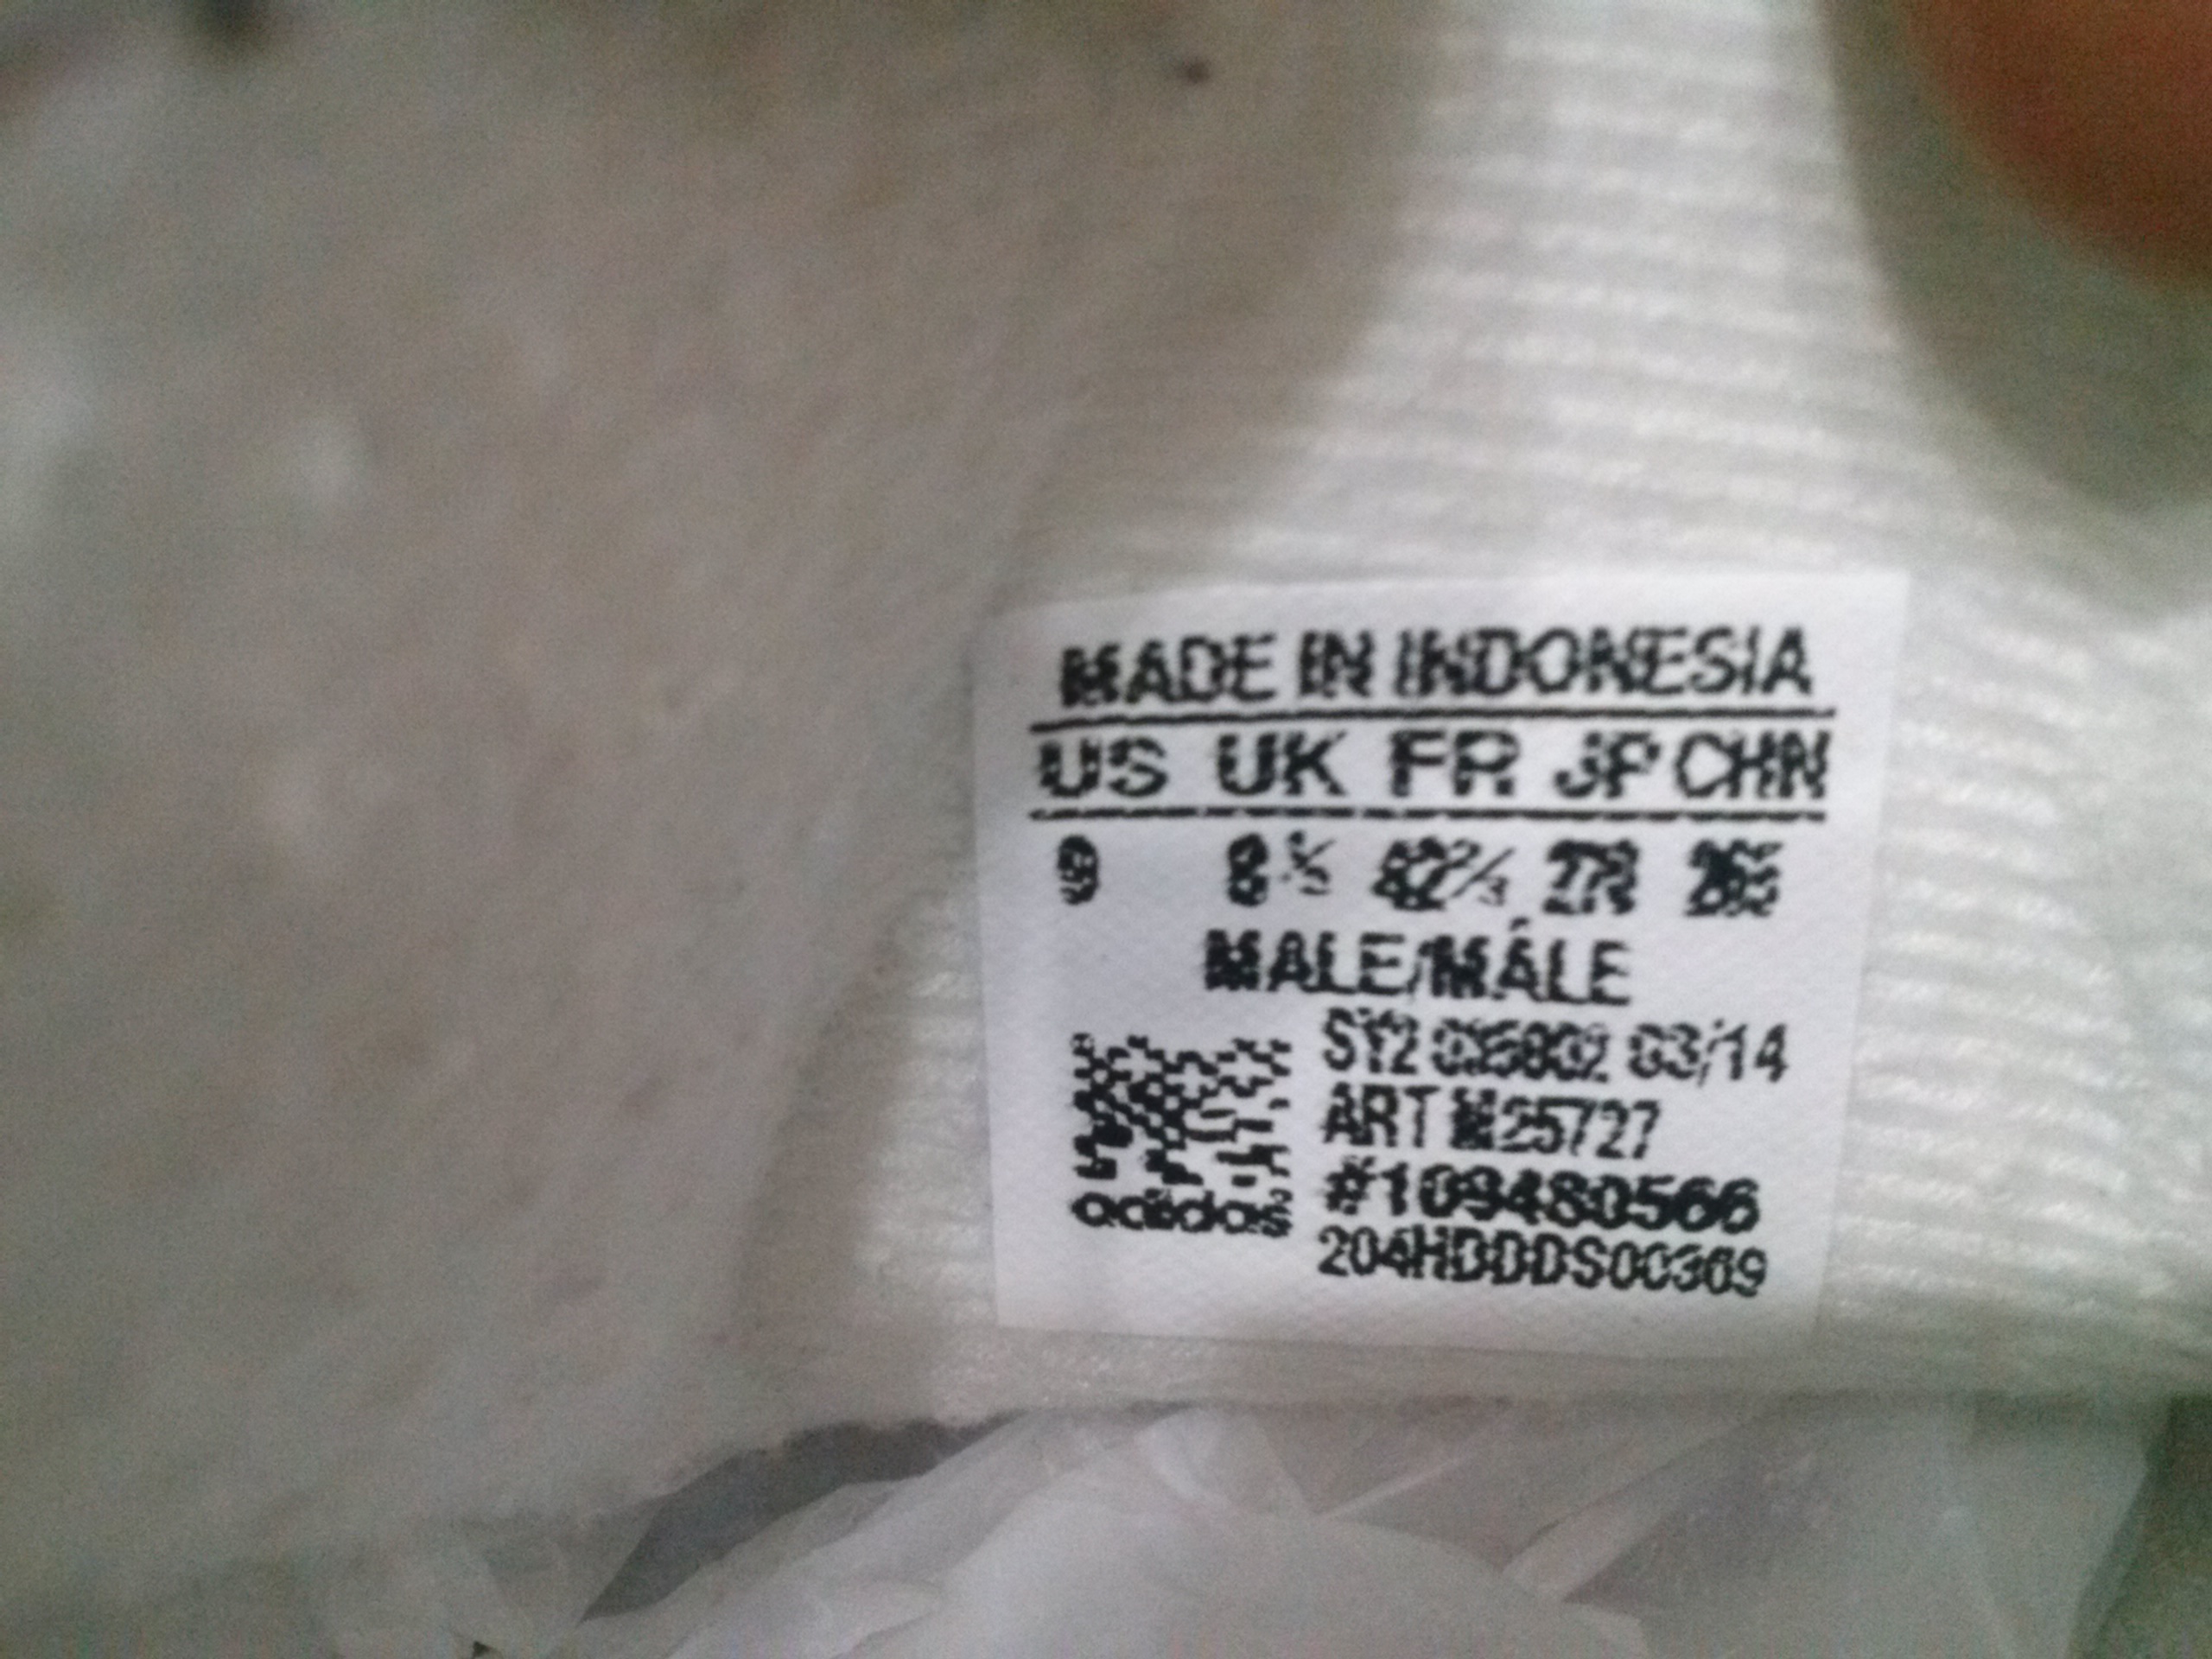 MADE IN INDONESIA
US UK FR JP CHN
9 8½ 42⅔ 270 265
MALE/MÂLE
SY2 03/14
ART M25727
#109480566
204HDDDS00369
adidas